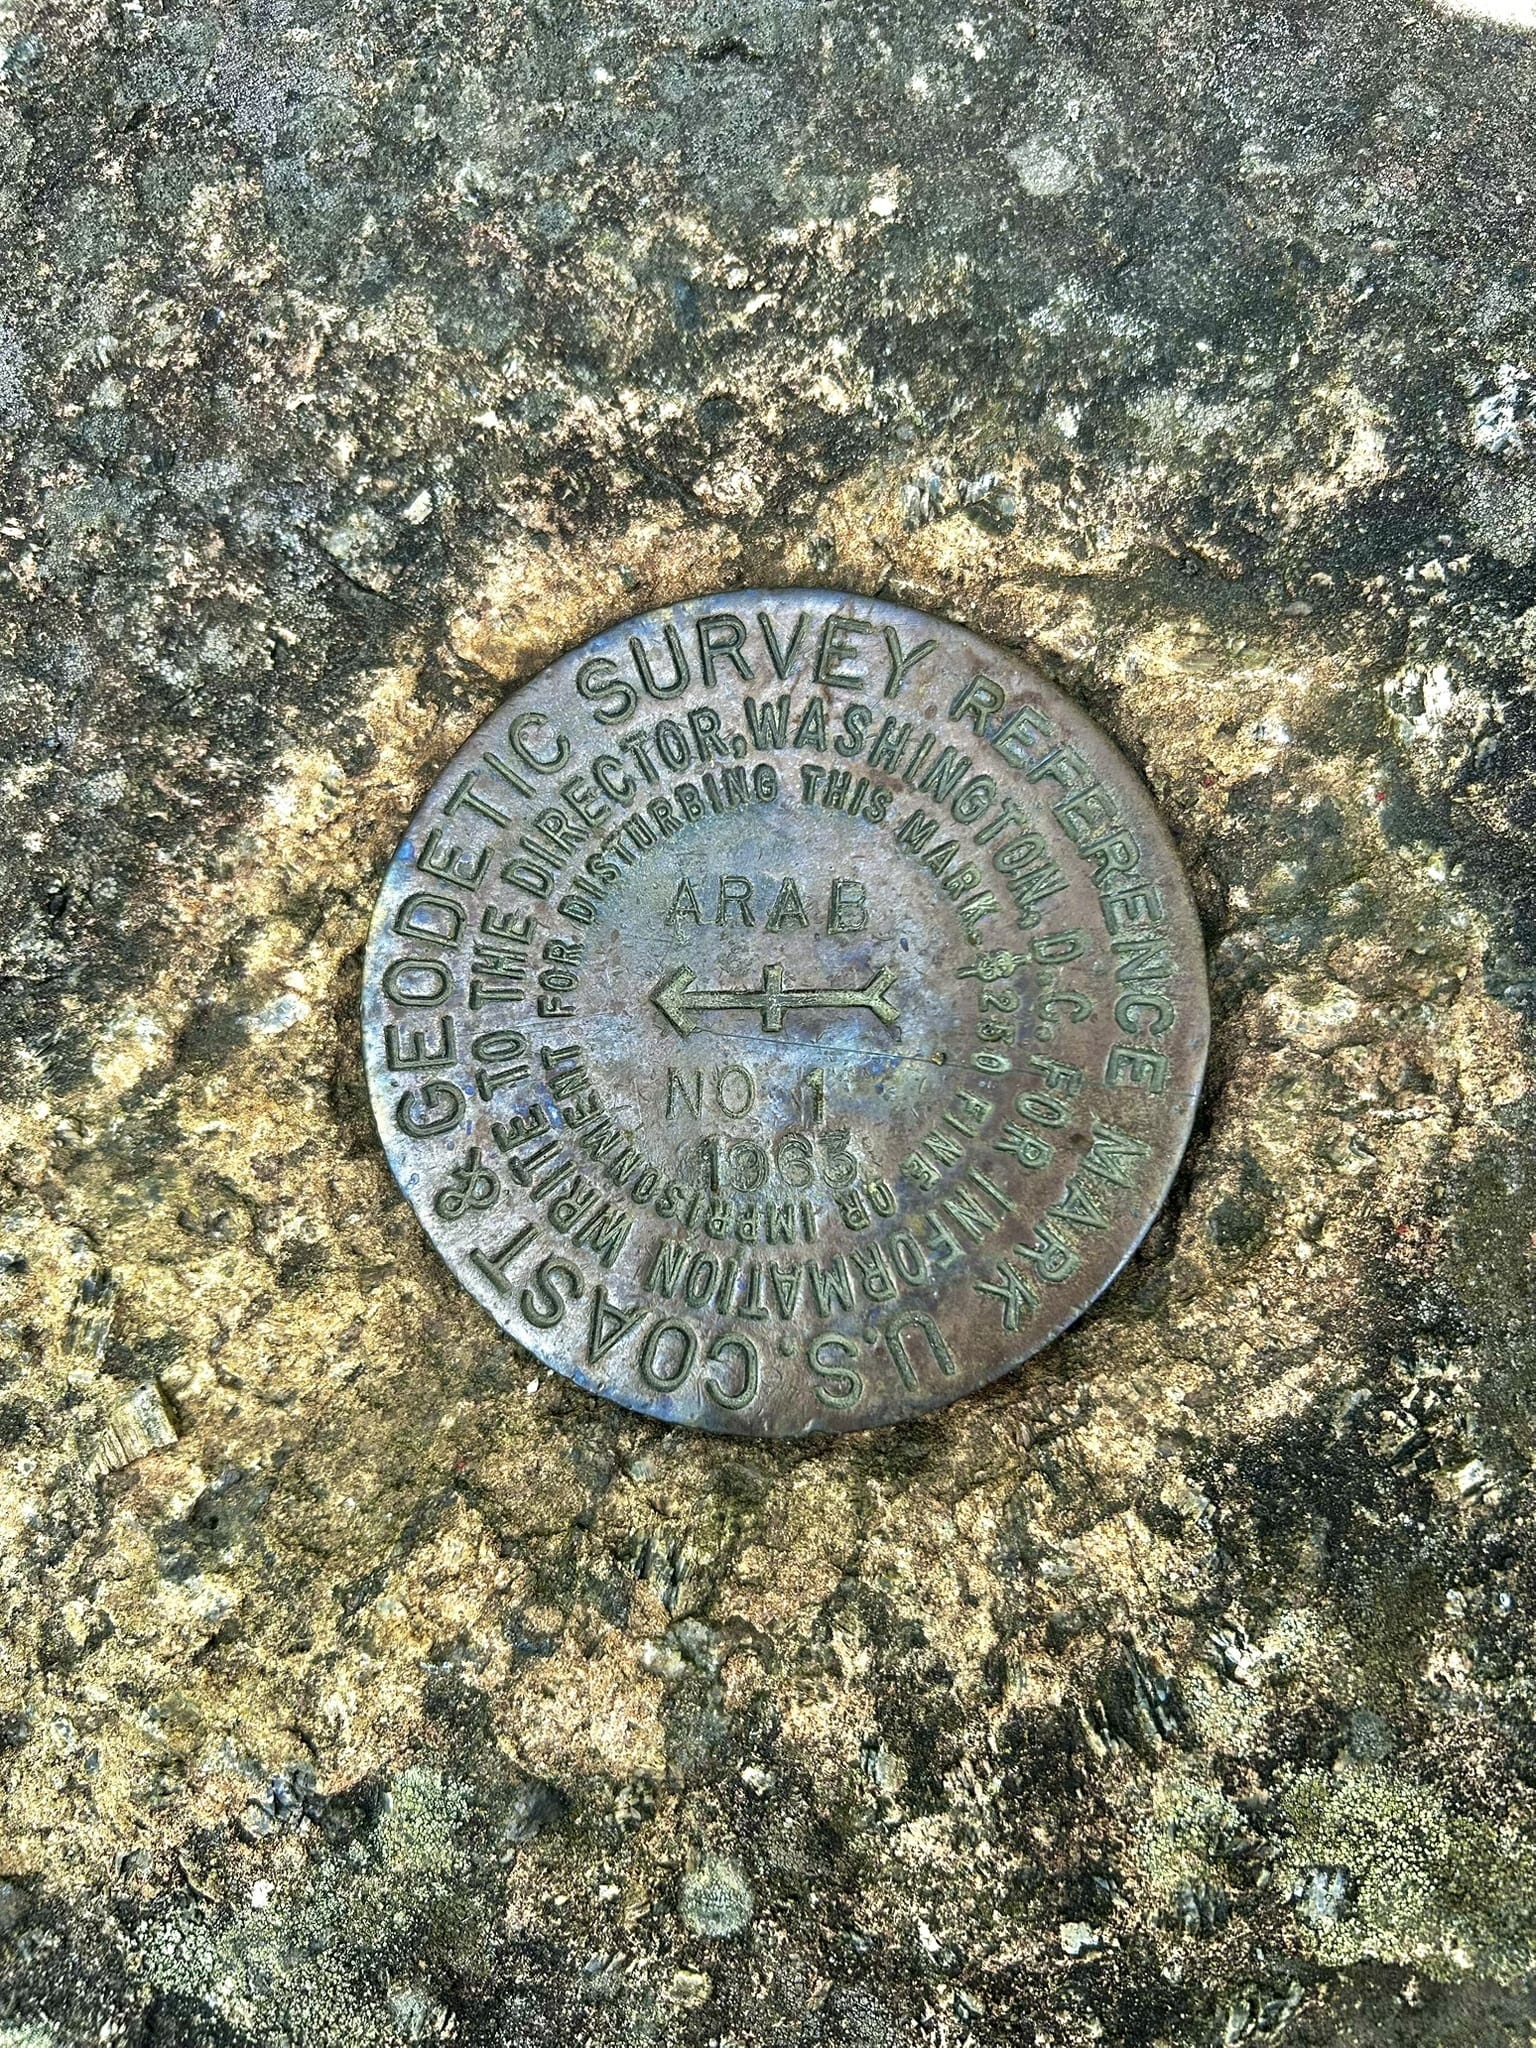 U.S. COAST & GEODETIC SURVEY REFERENCE MARK
FOR INFORMATION WRITE TO THE DIRECTOR, WASHINGTON, D.C.
$250 FINE OR IMPRISONMENT FOR DISTURBING THIS MARK.
ARAB
NO 1
1963